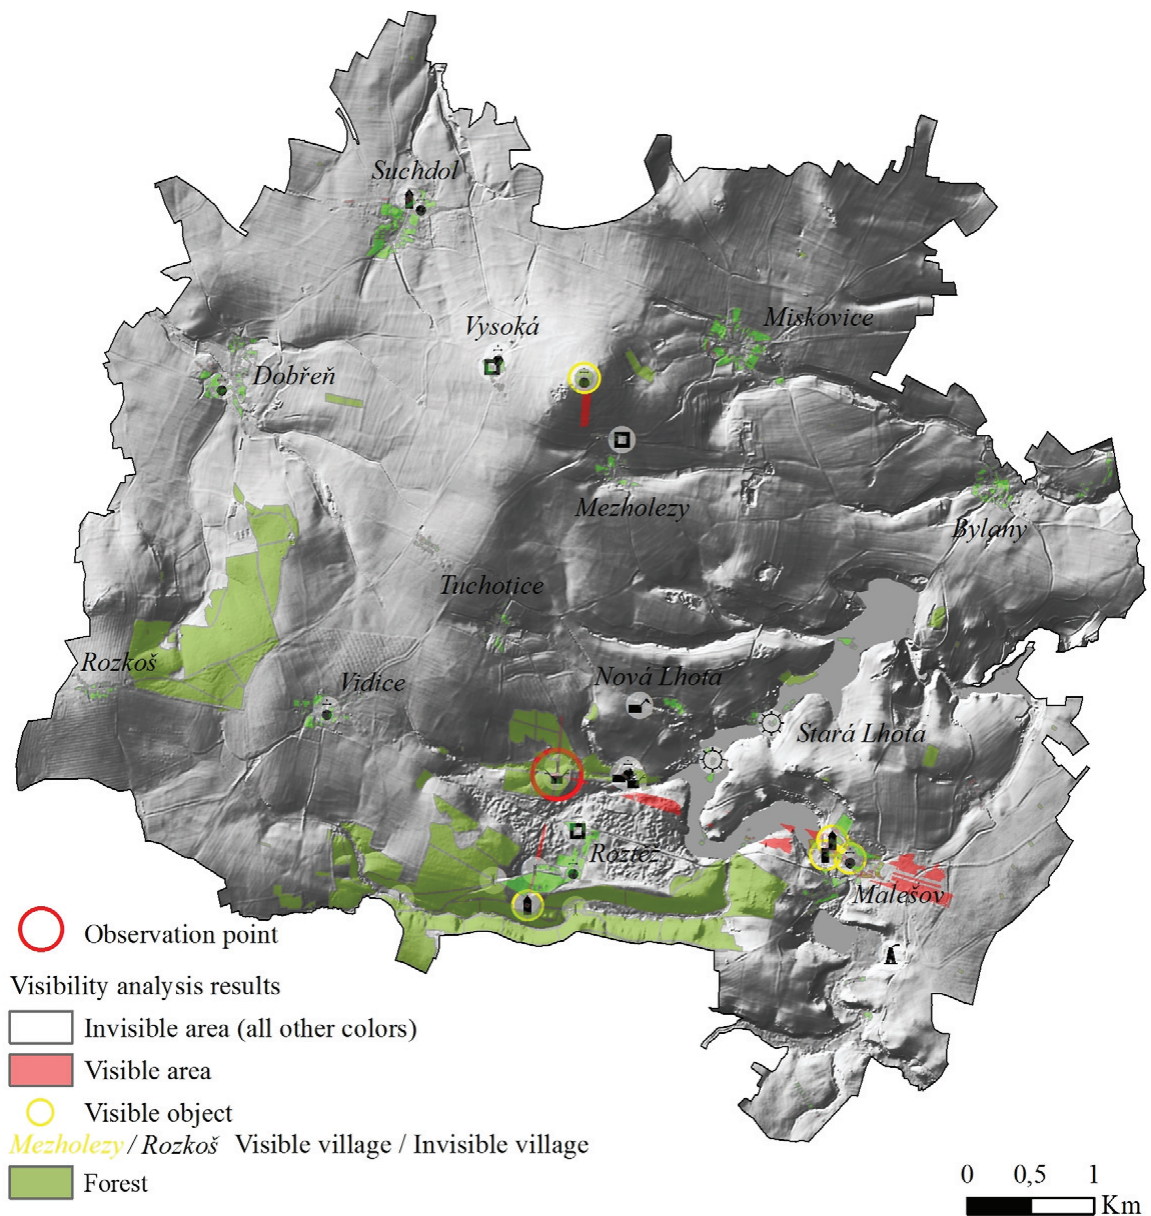 Suchdol
Vysoká
Miskovice
Dobřeň
Mezholezy
Bylany
Tuchotice
Rozkoš
Vidice
Nová Lhota
Stará Lhota
Roztěž
Malešov
Observation point
Visibility analysis results
Invisible area (all other colors)
Visible area
Visible object
Mezholezy / Rozkoš Visible village / Invisible village
Forest
0 0,5 1
Km